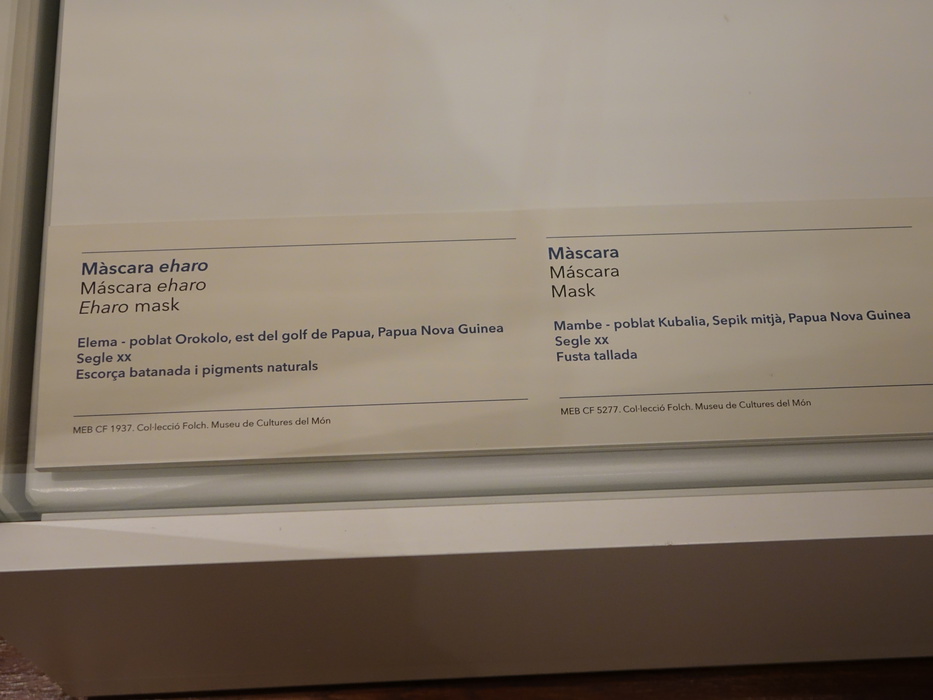 Màscara eharo
Máscara eharo
Eharo mask
Elema - poblat Orokolo, est del golf de Papua, Papua Nova Guinea
Segle xx
Escorça batanada i pigments naturals
MEB CF 1937. Col·lecció Folch. Museu de Cultures del Món
Màscara
Máscara
Mask
Mambe - poblat Kubalia, Sepik mitjà, Papua Nova Guinea
Segle xx
Fusta tallada
MEB CF 5277. Col·lecció Folch. Museu de Cultures del Món